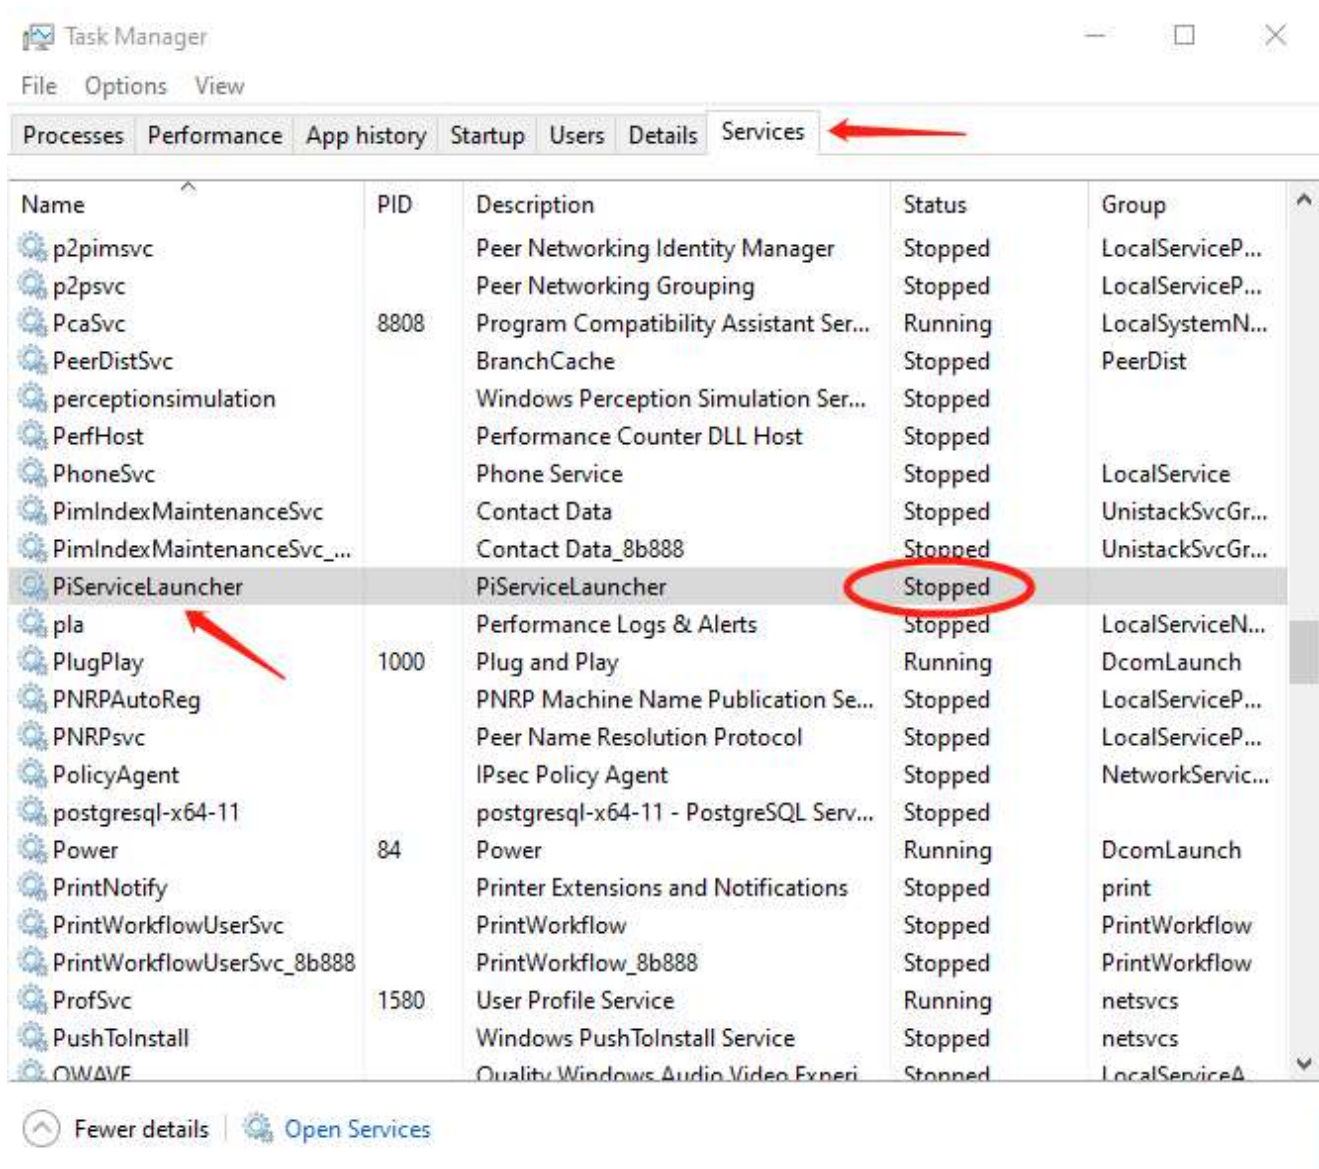 Task Manager
File Options View
Processes Performance App history Startup Users Details Services
Name PID Description Status Group
p2pimsvc Peer Networking Identity Manager Stopped LocalServiceP...
p2psvc Peer Networking Grouping Stopped LocalServiceP...
PcaSvc 8808 Program Compatibility Assistant Ser... Running LocalSystemN...
PeerDistSvc BranchCache Stopped PeerDist
perceptionsimulation Windows Perception Simulation Ser... Stopped
PerfHost Performance Counter DLL Host Stopped
PhoneSvc Phone Service Stopped LocalService
PimIndexMaintenanceSvc Contact Data Stopped UnistackSvcGr...
PimIndexMaintenanceSvc_... Contact Data_8b888 Stopped UnistackSvcGr...
PiServiceLauncher PiServiceLauncher Stopped
pla Performance Logs & Alerts Stopped LocalServiceN...
PlugPlay 1000 Plug and Play Running DcomLaunch
PNRPAutoReg PNRP Machine Name Publication Se... Stopped LocalServiceP...
PNRPsvc Peer Name Resolution Protocol Stopped LocalServiceP...
PolicyAgent IPsec Policy Agent Stopped NetworkServic...
postgresql-x64-11 postgresql-x64-11 - PostgreSQL Serv... Stopped
Power 84 Power Running DcomLaunch
PrintNotify Printer Extensions and Notifications Stopped print
PrintWorkflowUserSvc PrintWorkflow Stopped PrintWorkflow
PrintWorkflowUserSvc_8b888 PrintWorkflow_8b888 Stopped PrintWorkflow
ProfSvc 1580 User Profile Service Running netsvcs
PushToInstall Windows PushToInstall Service Stopped netsvcs
QWAVE Quality Windows Audio Video Experi Stopped LocalServiceA
Fewer details Open Services